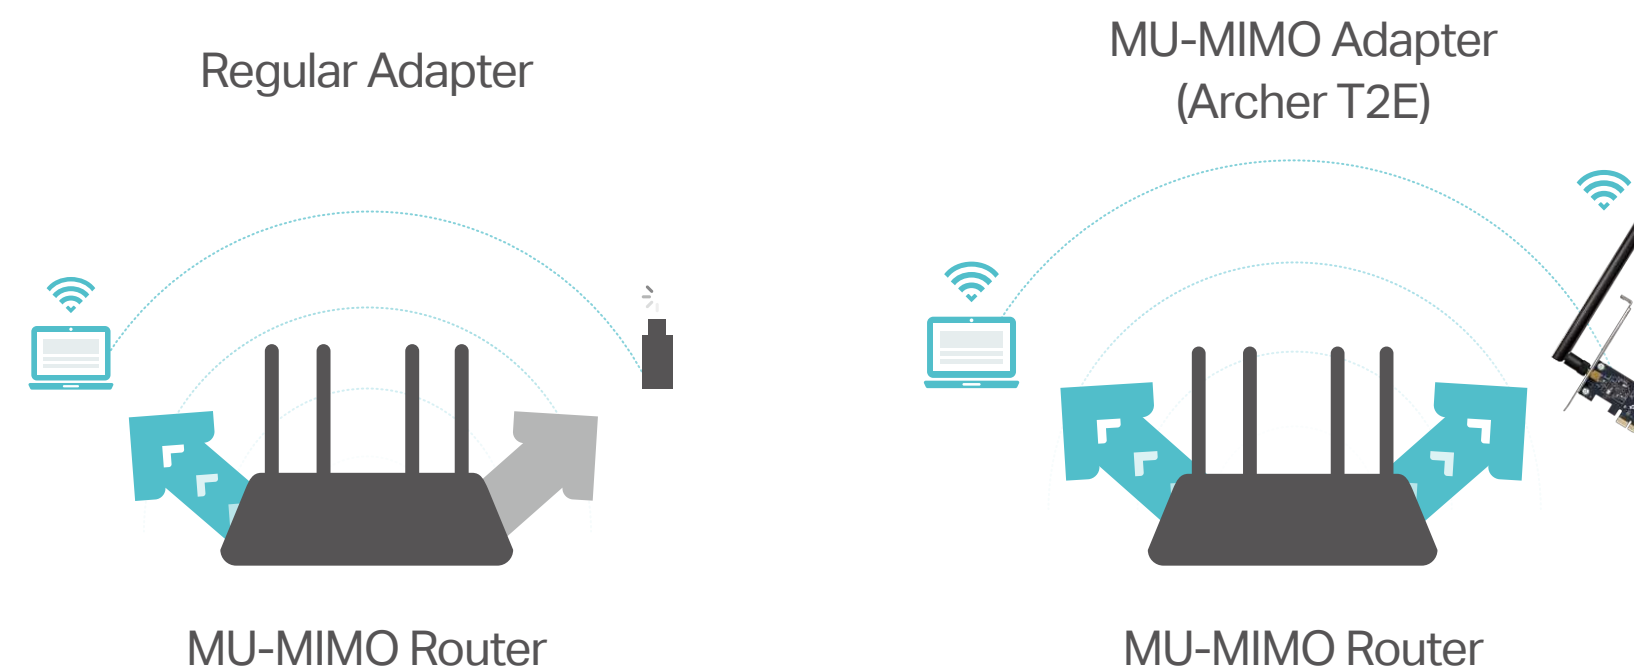 Regular Adapter
MU-MIMO Router
MU-MIMO Adapter
(Archer T2E)
MU-MIMO Router